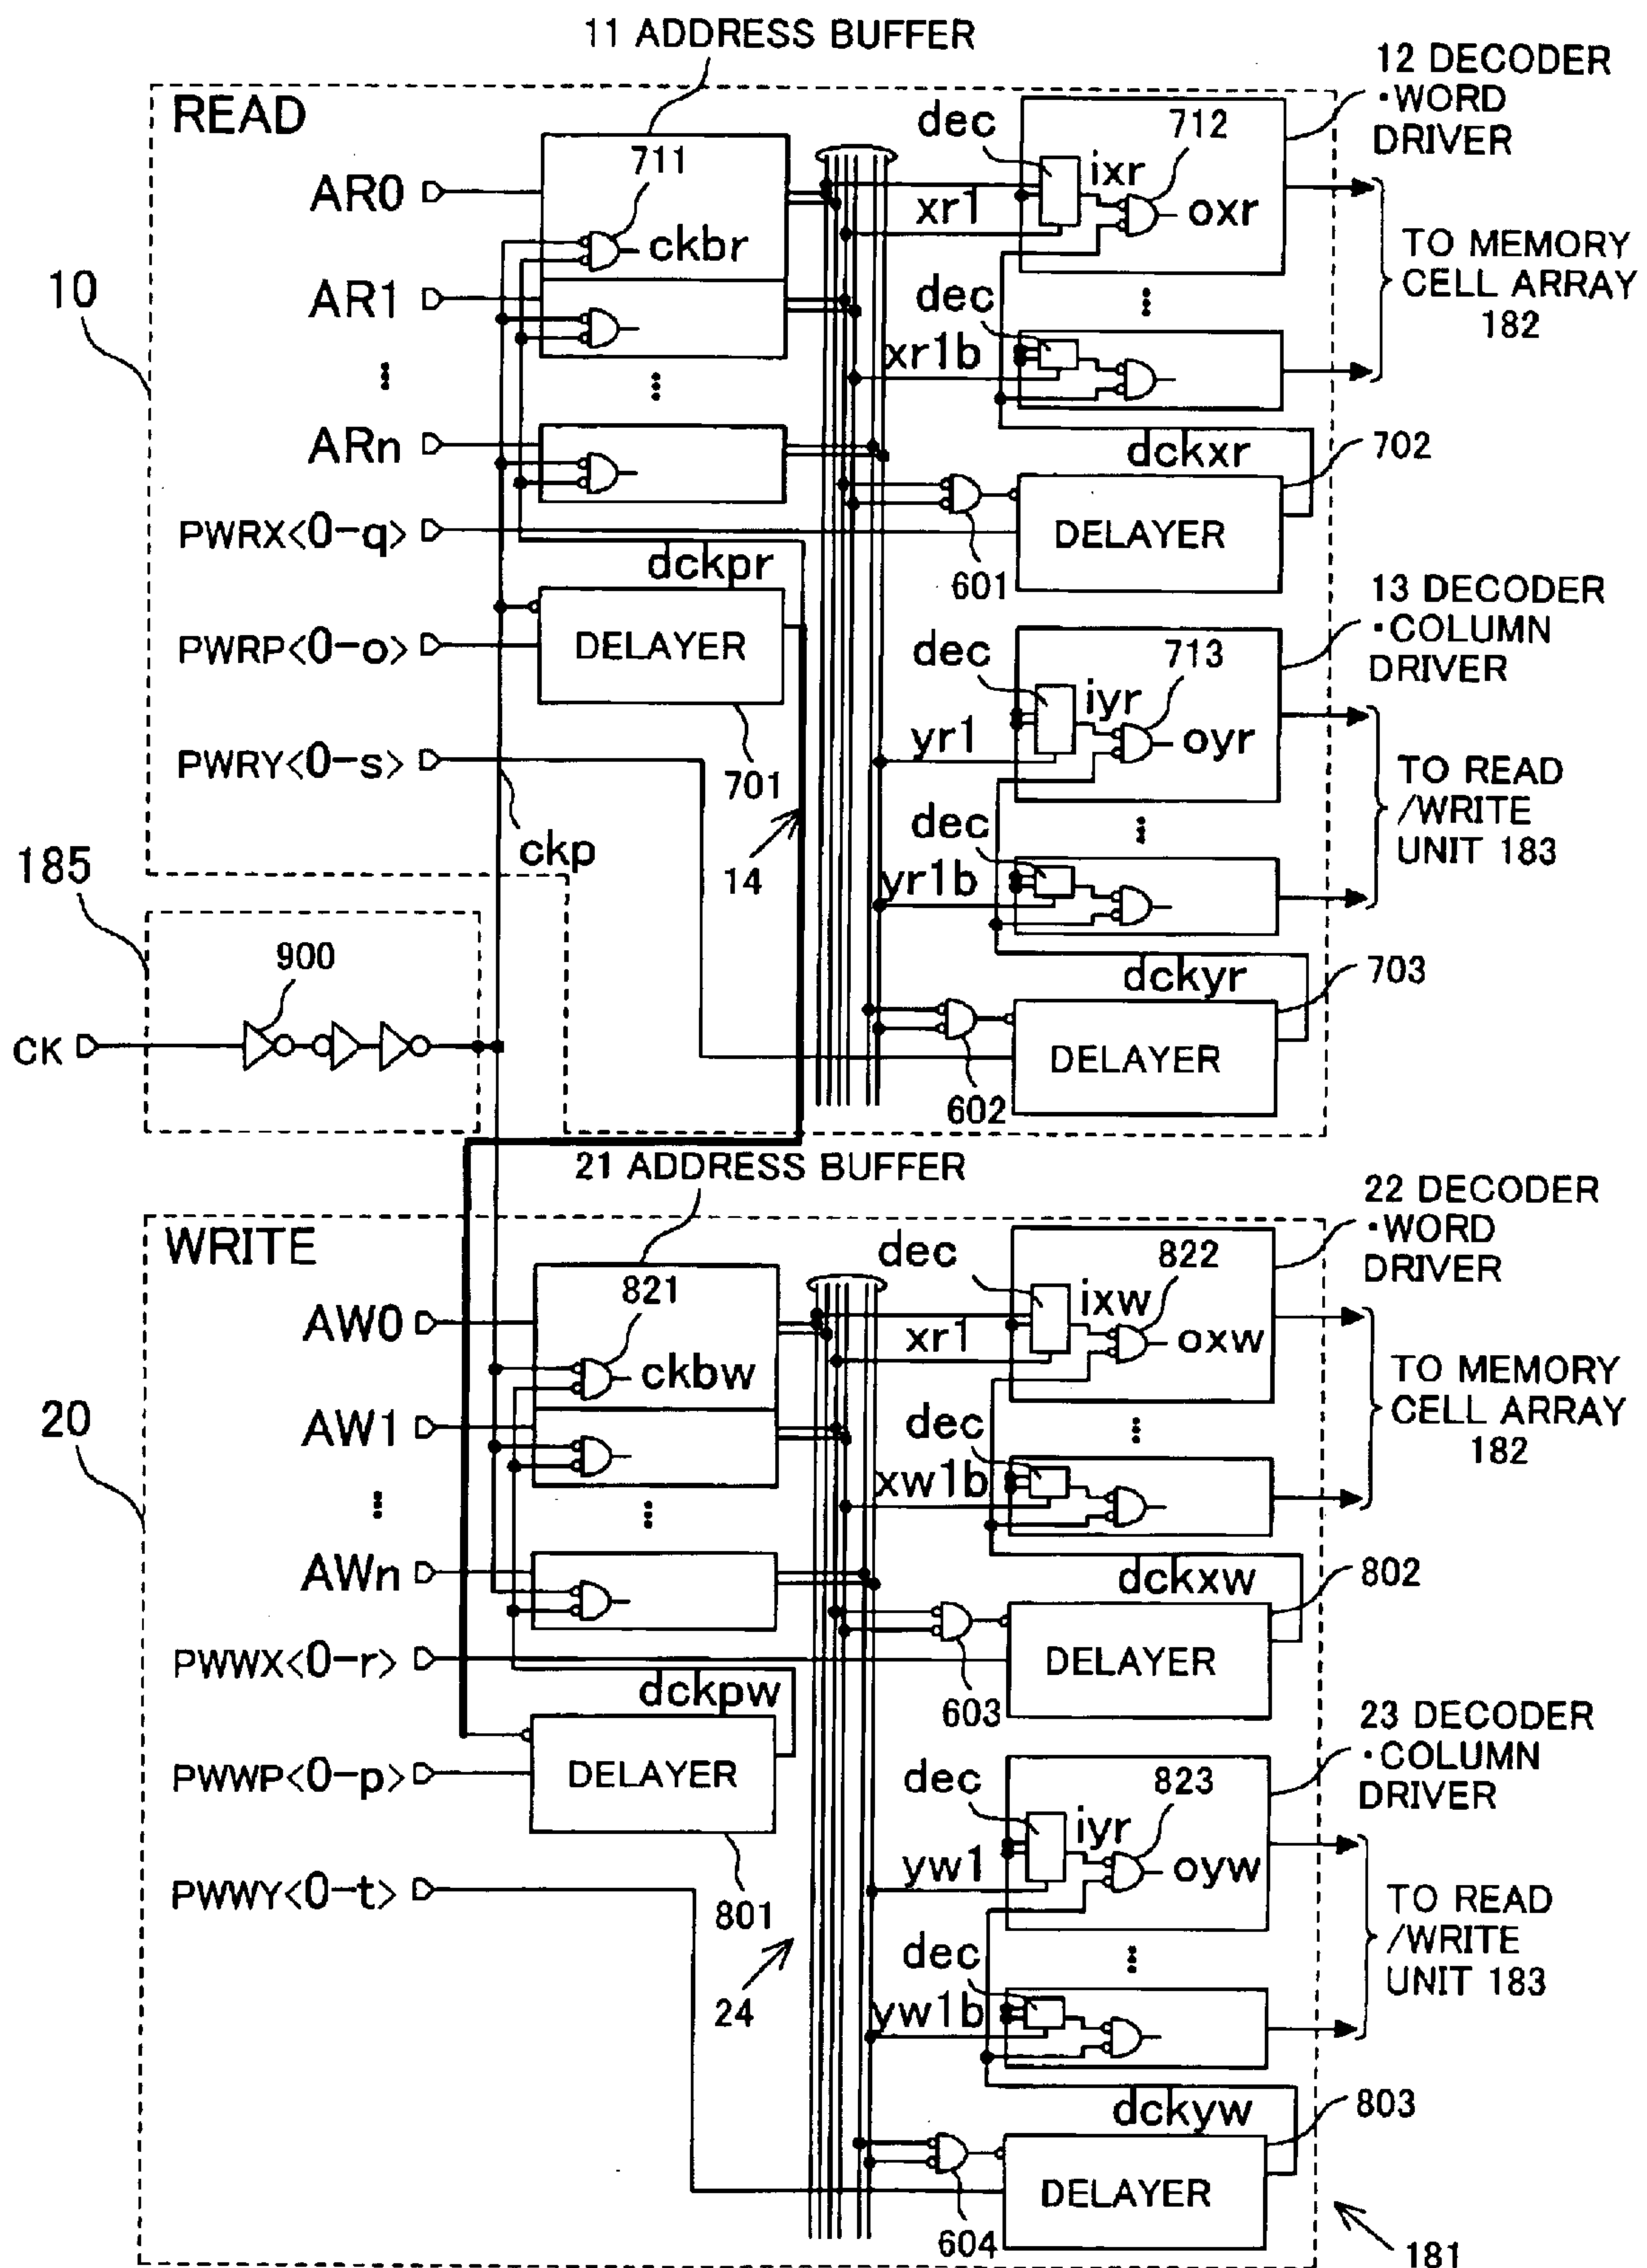 11 ADDRESS BUFFER
12 DECODER
·WORD
DRIVER
READ
dec
712
711
ixr
AR0
xr1
oxr
ckbr
TO MEMORY
CELL ARRAY
182
10
AR1
dec
xr1b
ARn
dckxr
702
PWRX<0-q>
DELAYER
dckpr
601
13 DECODER
·COLUMN
DRIVER
PWRP<0-o>
DELAYER
dec
713
iyr
yr1
oyr
PWRY<0-s>
701
TO READ
/WRITE
UNIT 183
ckp
dec
185
14
yr1b
900
dckyr
703
CK
DELAYER
602
21 ADDRESS BUFFER
22 DECODER
·WORD
DRIVER
WRITE
dec
822
821
ixw
AW0
xr1
oxw
ckbw
TO MEMORY
CELL ARRAY
182
20
AW1
dec
xw1b
AWn
dckxw
802
PWWX<0-r>
DELAYER
dckpw
603
23 DECODER
·COLUMN
DRIVER
PWWP<0-p>
DELAYER
dec
823
iyr
yw1
oyw
PWWY<0-t>
801
TO READ
/WRITE
UNIT 183
dec
24
yw1b
dckyw
803
DELAYER
604
181